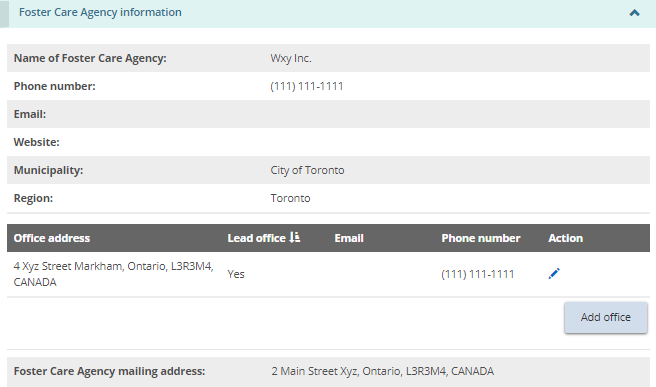 Foster Care Agency information
Name of Foster Care Agency: Wxy Inc.
Phone number: (111) 111-1111
Email:
Website:
Municipality: City of Toronto
Region: Toronto
Office address Lead office Email Phone number Action
4 Xyz Street Markham, Ontario, L3R3M4,
CANADA
Yes (111) 111-1111
Add office
Foster Care Agency mailing address: 2 Main Street Xyz, Ontario, L3R3M4, CANADA